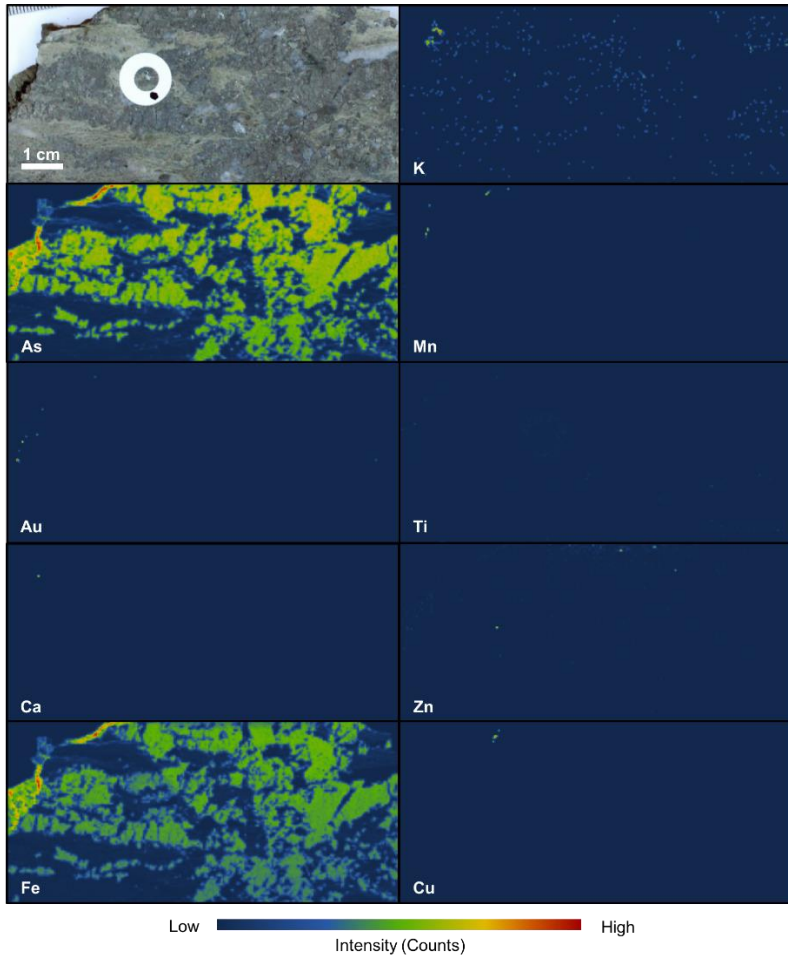 1 cm
K
As
Mn
Au
Ti
Ca
Zn
Fe
Cu
Low
High
Intensity (Counts)